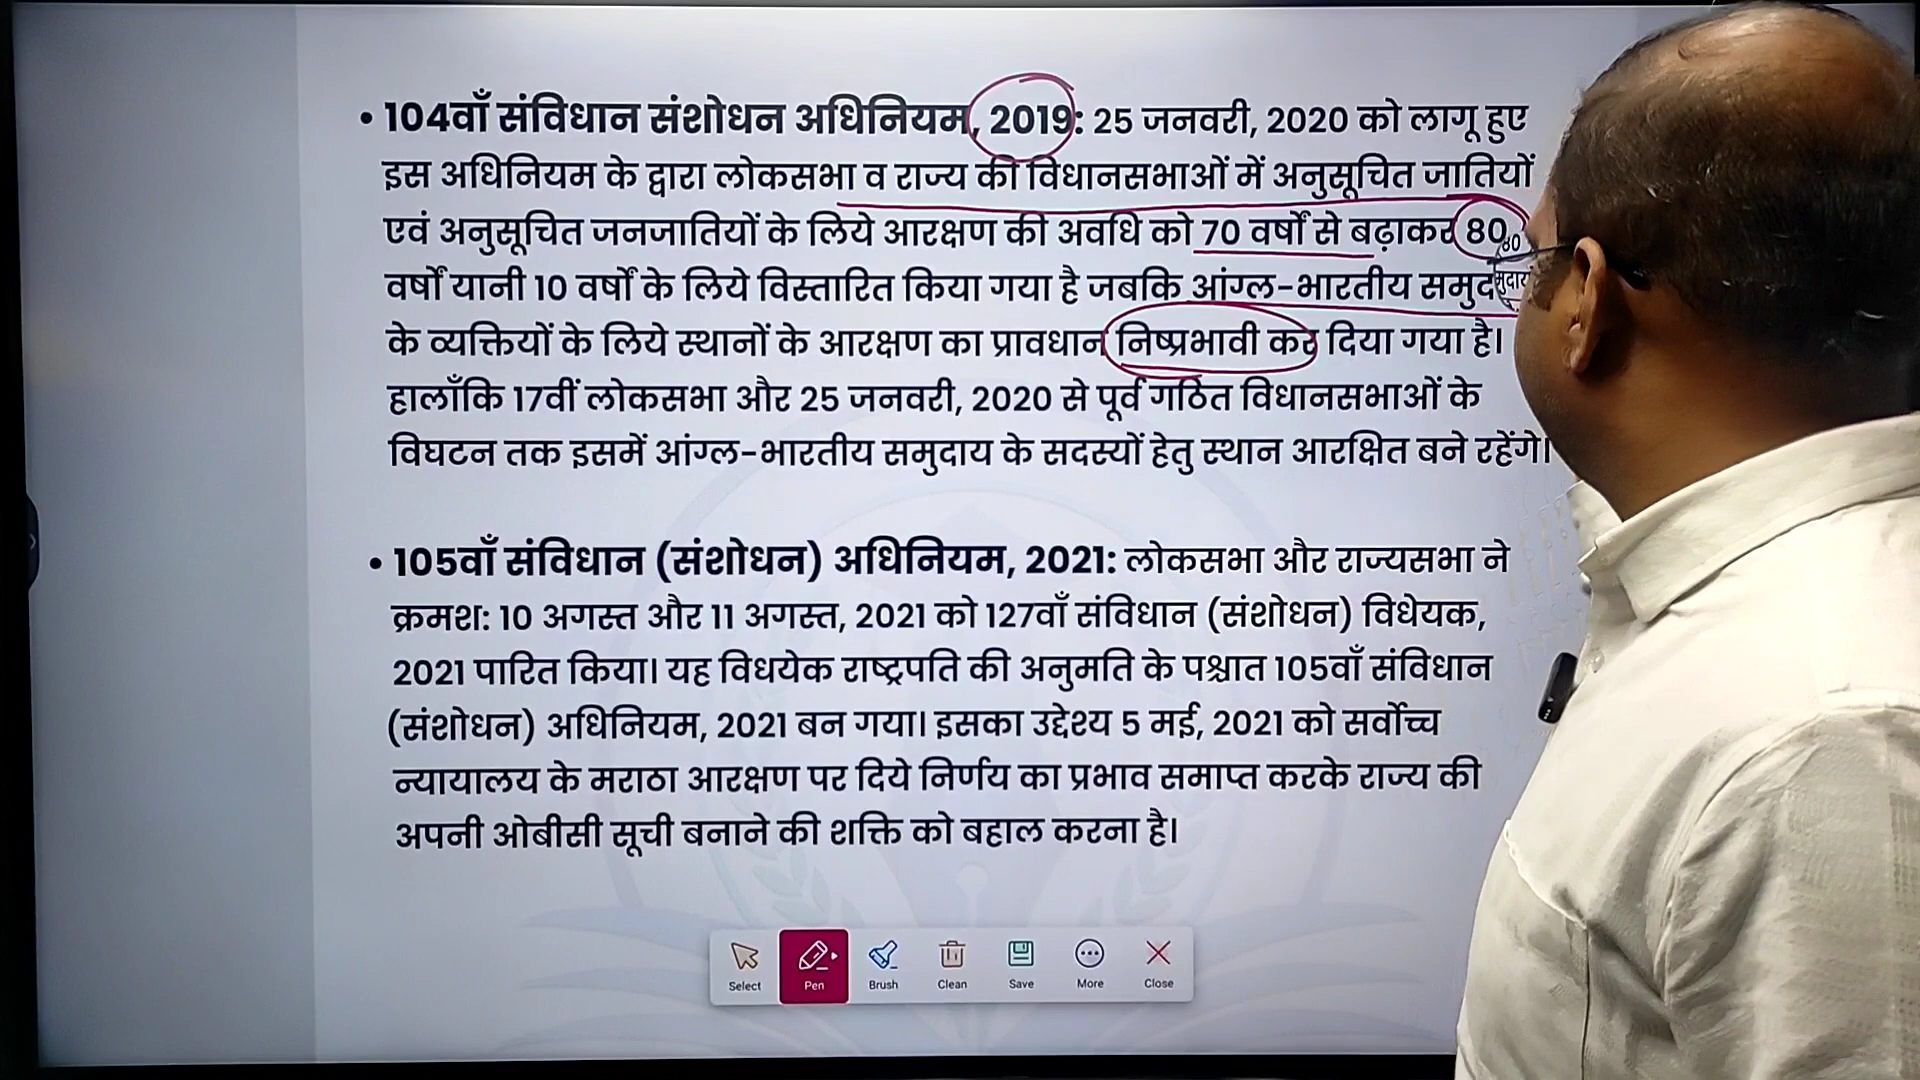 • 104वाँ संविधान संशोधन अधिनियम, 2019: 25 जनवरी, 2020 को लागू हुए
इस अधिनियम के द्वारा लोकसभा व राज्य की विधानसभाओं में अनुसूचित जातियों
एवं अनुसूचित जनजातियों के लिये आरक्षण की अवधि को 70 वर्षों से बढ़ाकर 80
वर्षों यानी 10 वर्षों के लिये विस्तारित किया गया है जबकि आंग्ल-भारतीय
के व्यक्तियों के लिये स्थानों के आरक्षण का प्रावधान निष्प्रभावी कर दिया गया है।
हालाँकि 17वीं लोकसभा और 25 जनवरी, 2020 से पूर्व गठित विधानसभाओं के
विघटन तक इसमें आंग्ल-भारतीय समुदाय के सदस्यों हेतु स्थान आरक्षित बने रहेंगे।
• 105वाँ संविधान (संशोधन) अधिनियम, 2021: लोकसभा और राज्यसभा ने
क्रमश: 10 अगस्त और 11 अगस्त, 2021 को 127वाँ संविधान (संशोधन) विधेयक,
2021 पारित किया। यह विधयेक राष्ट्रपति की अनुमति के पश्चात 105वाँ संविधान
(संशोधन) अधिनियम, 2021 बन गया। इसका उद्देश्य 5 मई, 2021 को सर्वोच्च
न्यायालय के मराठा आरक्षण पर दिये निर्णय का प्रभाव समाप्त करके राज्य की
अपनी ओबीसी सूची बनाने की शक्ति को बहाल करना है।
Select Pen Brush Clean Save More Close